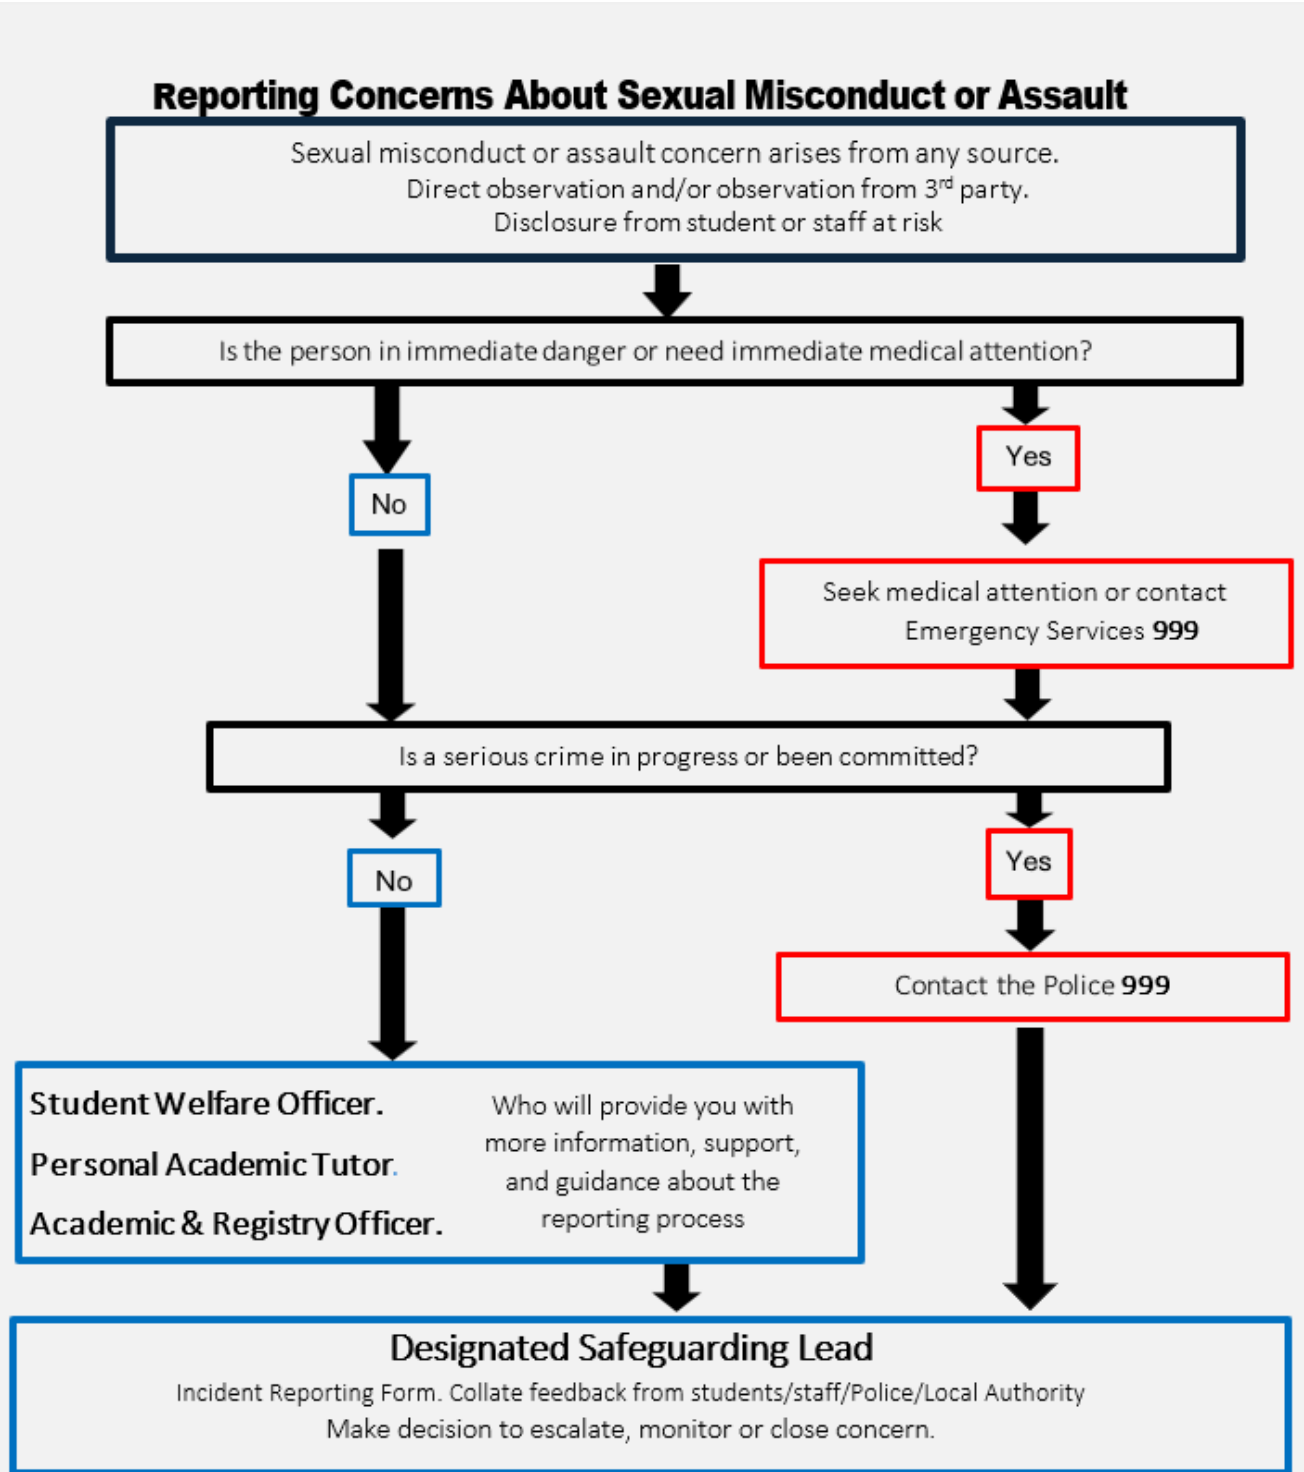 Reporting Concerns About Sexual Misconduct or Assault
Sexual misconduct or assault concern arises from any source.
Direct observation and/or observation from 3rd party.
Disclosure from student or staff at risk
Is the person in immediate danger or need immediate medical attention?
Yes
No
Seek medical attention or contact
Emergency Services 999
Is a serious crime in progress or been committed?
Yes
No
Contact the Police 999
Student Welfare Officer.
Personal Academic Tutor.
Academic & Registry Officer.
Who will provide you with
more information, support,
and guidance about the
reporting process
Designated Safeguarding Lead
Incident Reporting Form. Collate feedback from students/staff/Police/Local Authority
Make decision to escalate, monitor or close concern.